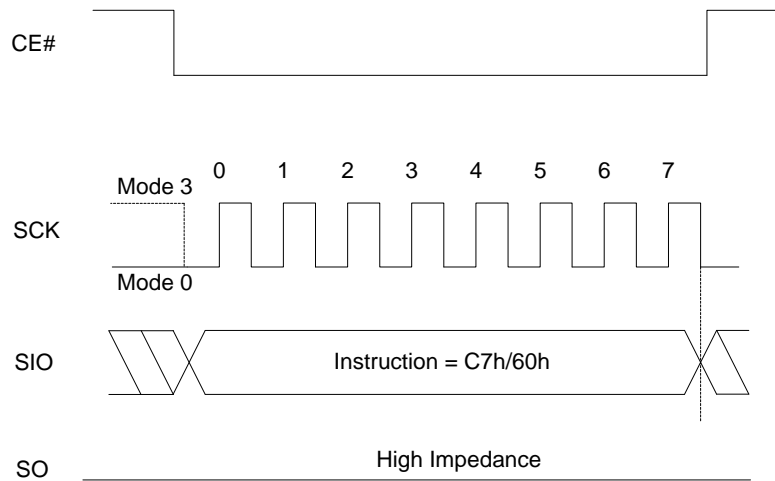 CE#
0 1 2 3 4 5 6 7
Mode 3
SCK
Mode 0
SIO
Instruction = C7h/60h
SO
High Impedance